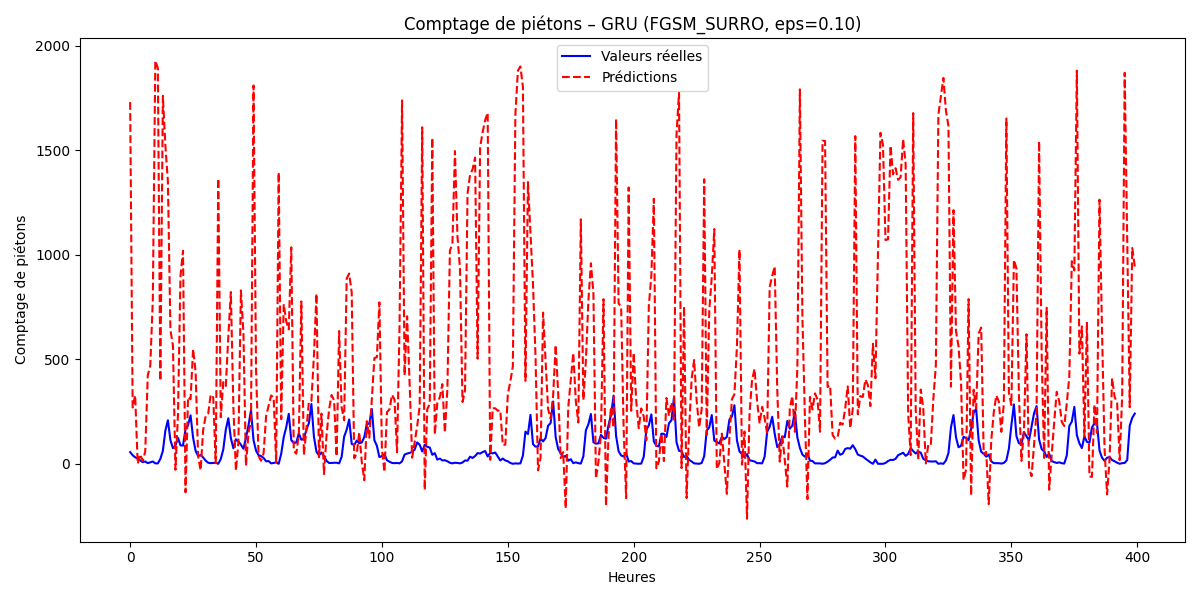 Comptage de piétons – GRU (FGSM_SURRO, eps=0.10)
Valeurs réelles
Prédictions
2000
1500
1000
500
0
Comptage de piétons
0 50 100 150 200 250 300 350 400
Heures